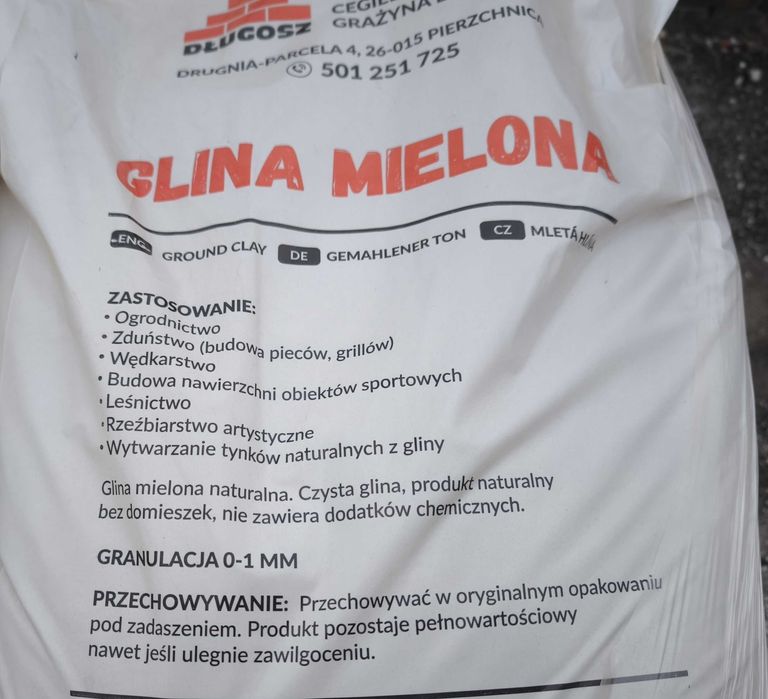 DŁUGOSZ
GRAŻYNA
DRUGNIA-PARCELA 4, 26-015 PIERZCHNICA
501 251 725
GLINA MIELONA
ENG GROUND CLAY DE GEMAHLENER TON CZ MLETÁ HLÍNA
ZASTOSOWANIE:
• Ogrodnictwo
• Zduństwo (budowa pieców, grillów)
• Wędkarstwo
• Budowa nawierzchni obiektów sportowych
• Leśnictwo
• Rzeźbiarstwo artystyczne
• Wytwarzanie tynków naturalnych z gliny
Glina mielona naturalna. Czysta glina, produkt naturalny
bez domieszek, nie zawiera dodatków chemicznych.
GRANULACJA 0-1 MM
PRZECHOWYWANIE: Przechowywać w oryginalnym opakowaniu
pod zadaszeniem. Produkt pozostaje pełnowartościowy
nawet jeśli ulegnie zawilgoceniu.